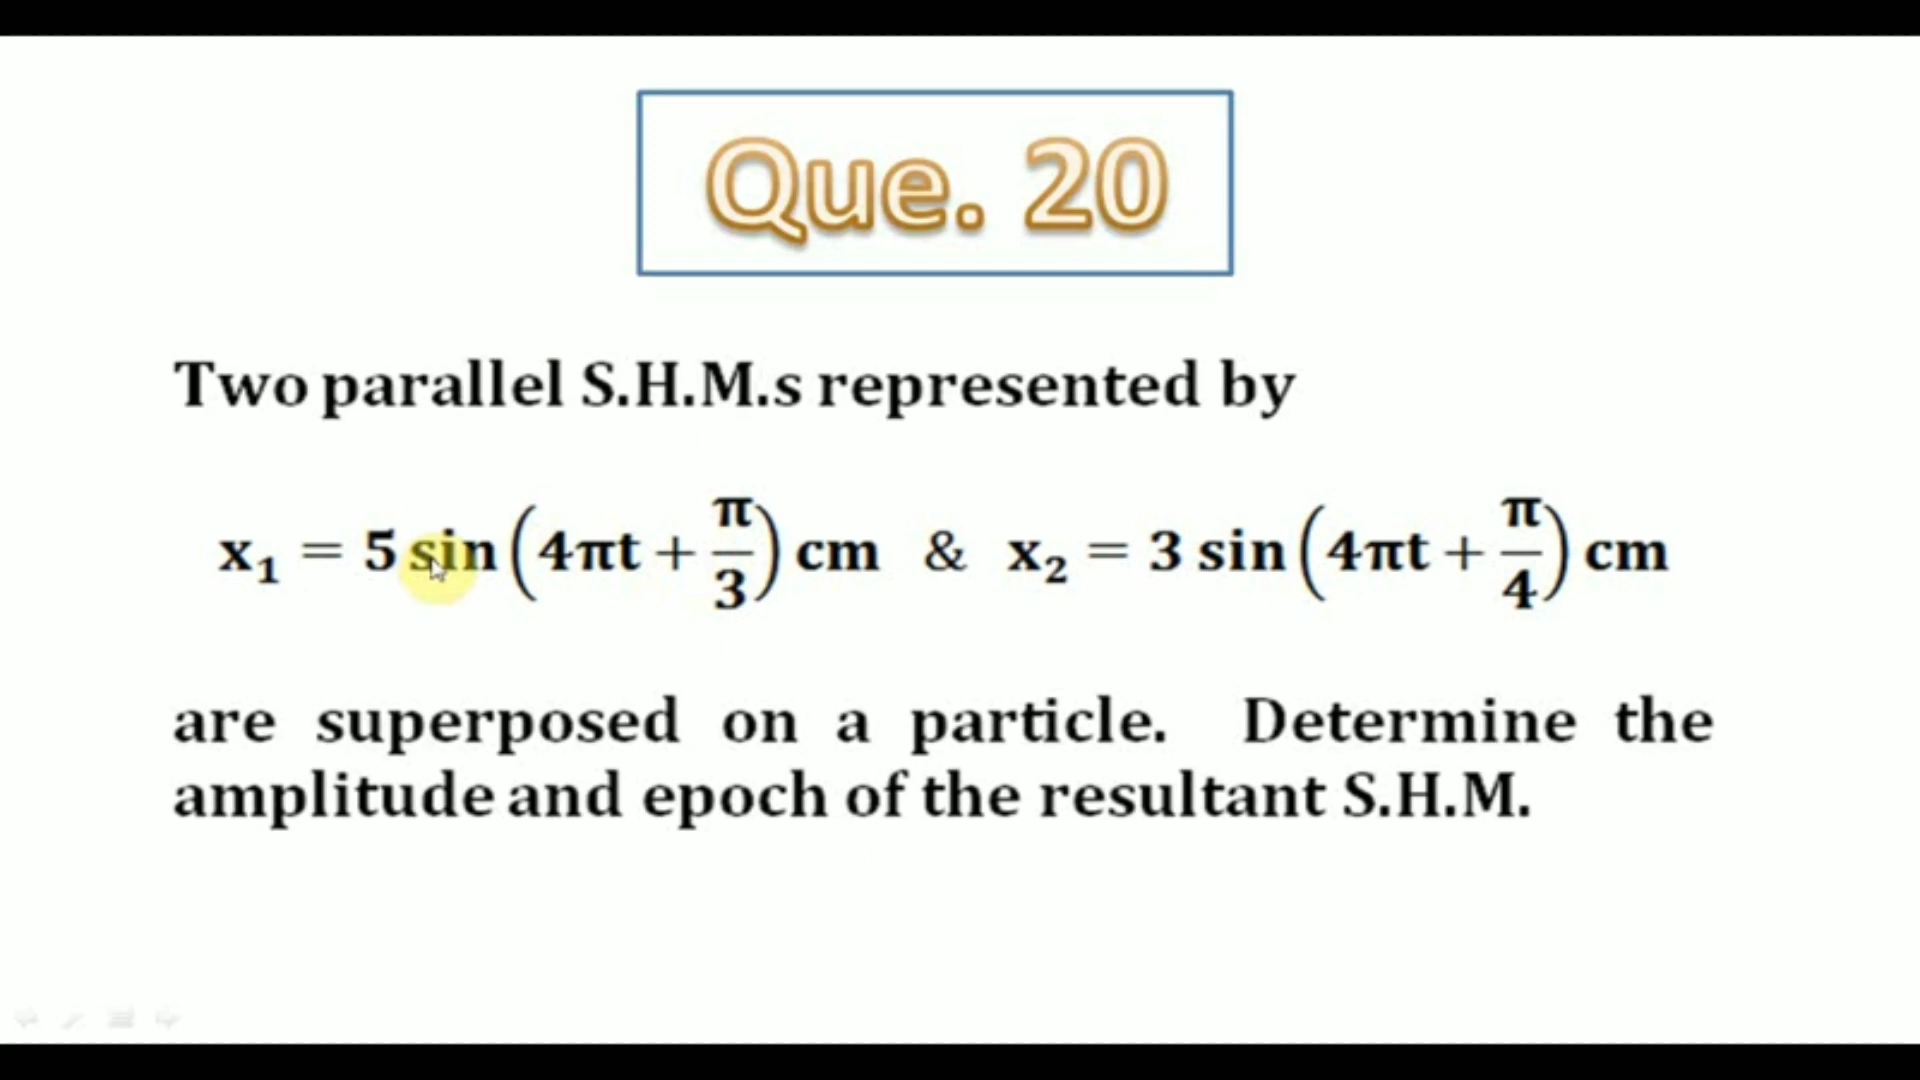 Que. 20
Two parallel S.H.M.s represented by
x₁ = 5 sin(4πt + π/3) cm & x₂ = 3 sin(4πt + π/4) cm
are superposed on a particle. Determine the
amplitude and epoch of the resultant S.H.M.